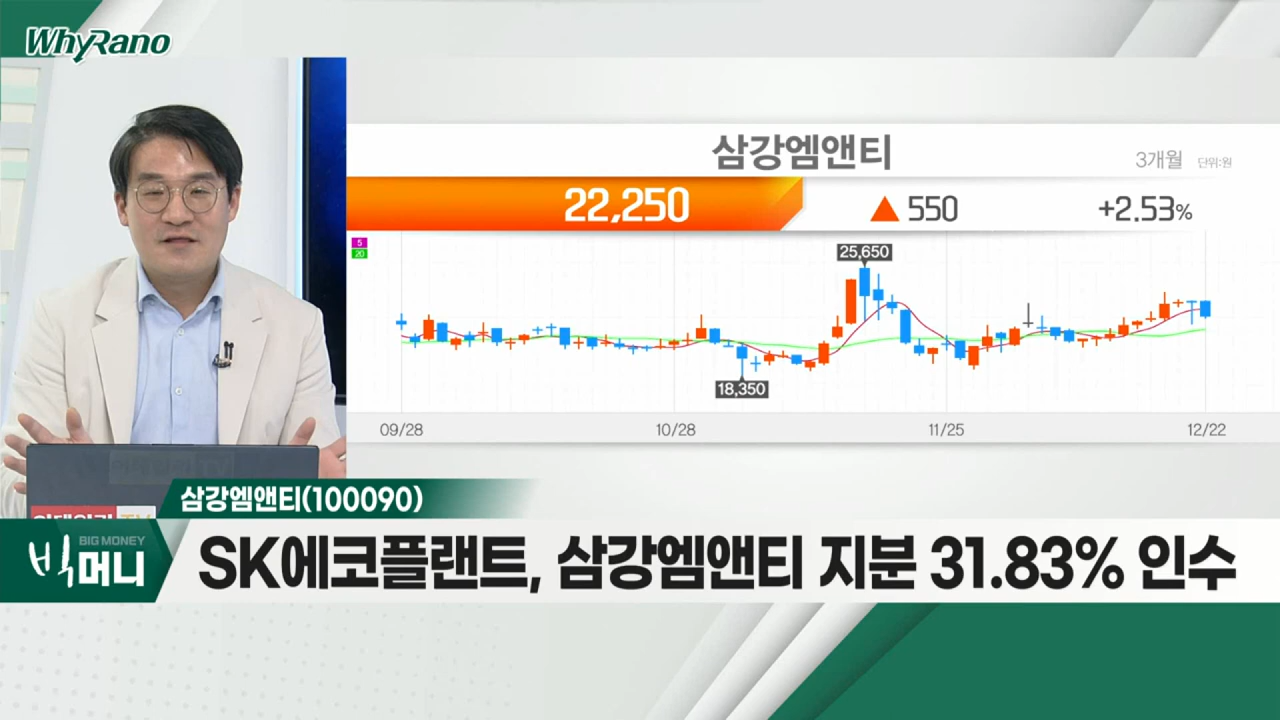 WhyRano
삼강엠앤티
3개월 단위:원
22,250 ▲ 550 +2.53%
5
20
25,650
18,350
09/28 10/28 11/25 12/22
삼강엠앤티(100090)
BIG MONEY
빅머니
SK에코플랜트, 삼강엠앤티 지분 31.83% 인수